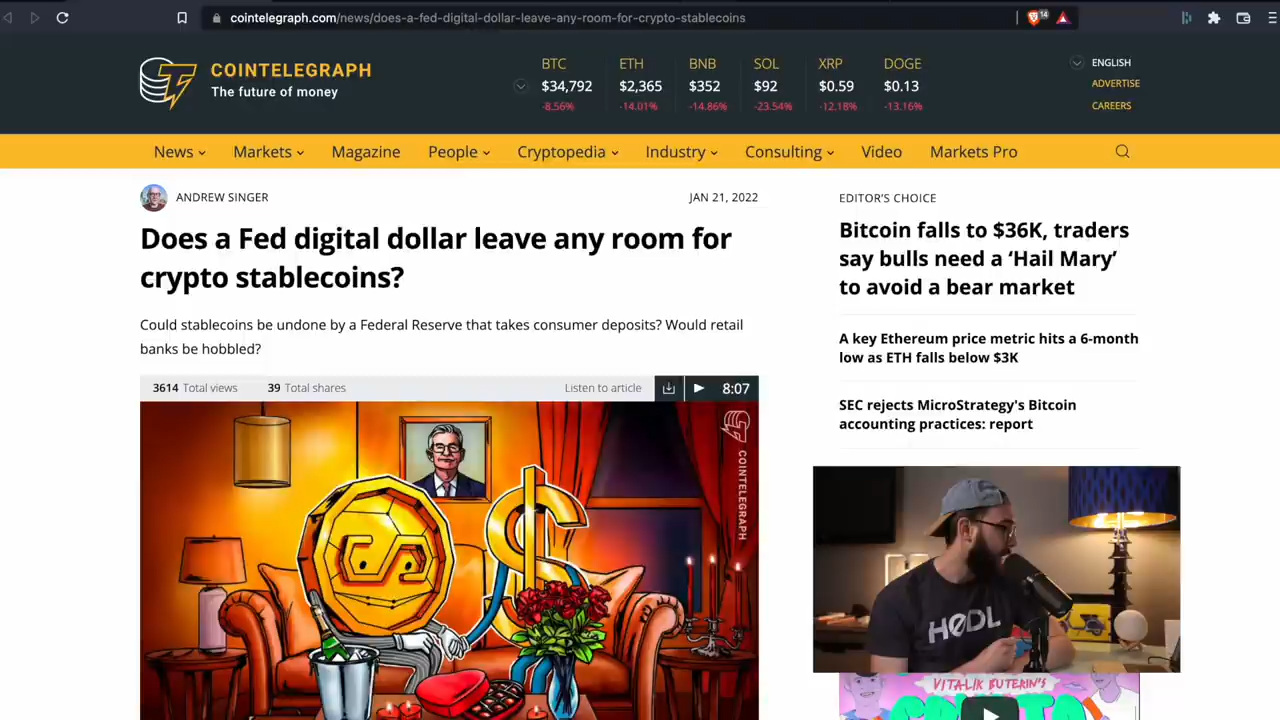 cointelegraph.com/news/does-a-fed-digital-dollar-leave-any-room-for-crypto-stablecoins
14
COINTELEGRAPH
The future of money
BTC
$34,792
-8.56%
ETH
$2,365
-14.01%
BNB
$352
-14.86%
SOL
$92
-23.54%
XRP
$0.59
-12.18%
DOGE
$0.13
-13.16%
ENGLISH
ADVERTISE
CAREERS
News
Markets
Magazine
People
Cryptopedia
Industry
Consulting
Video
Markets Pro
ANDREW SINGER
JAN 21, 2022
Does a Fed digital dollar leave any room for
crypto stablecoins?
Could stablecoins be undone by a Federal Reserve that takes consumer deposits? Would retail
banks be hobbled?
3614 Total views
39 Total shares
Listen to article
8:07
COINTELEGRAPH
EDITOR'S CHOICE
Bitcoin falls to $36K, traders
say bulls need a ‘Hail Mary’
to avoid a bear market
A key Ethereum price metric hits a 6-month
low as ETH falls below $3K
SEC rejects MicroStrategy's Bitcoin
accounting practices: report
HODL
VITALIK BUTERIN'S